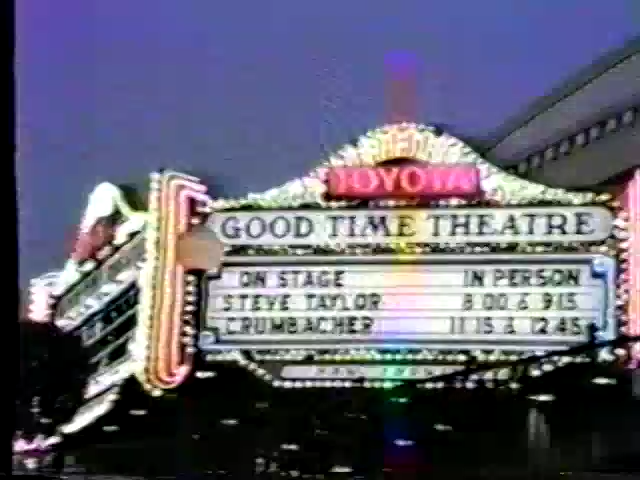 TOYOTA
GOOD TIME THEATRE
ON STAGE IN PERSON
STEVE TAYLOR 8 00 & 9 15
CRUMBACHER 11 15 & 12 45